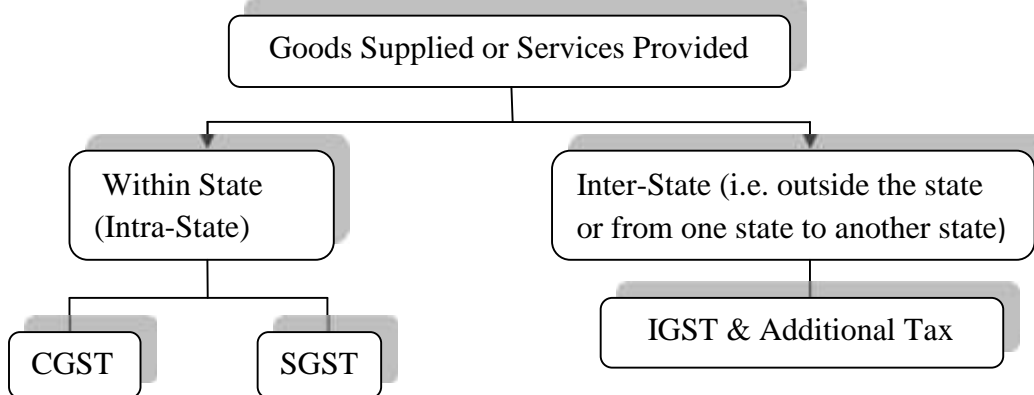 Goods Supplied or Services Provided
Within State
(Intra-State)
Inter-State (i.e. outside the state
or from one state to another state)
CGST
SGST
IGST & Additional Tax